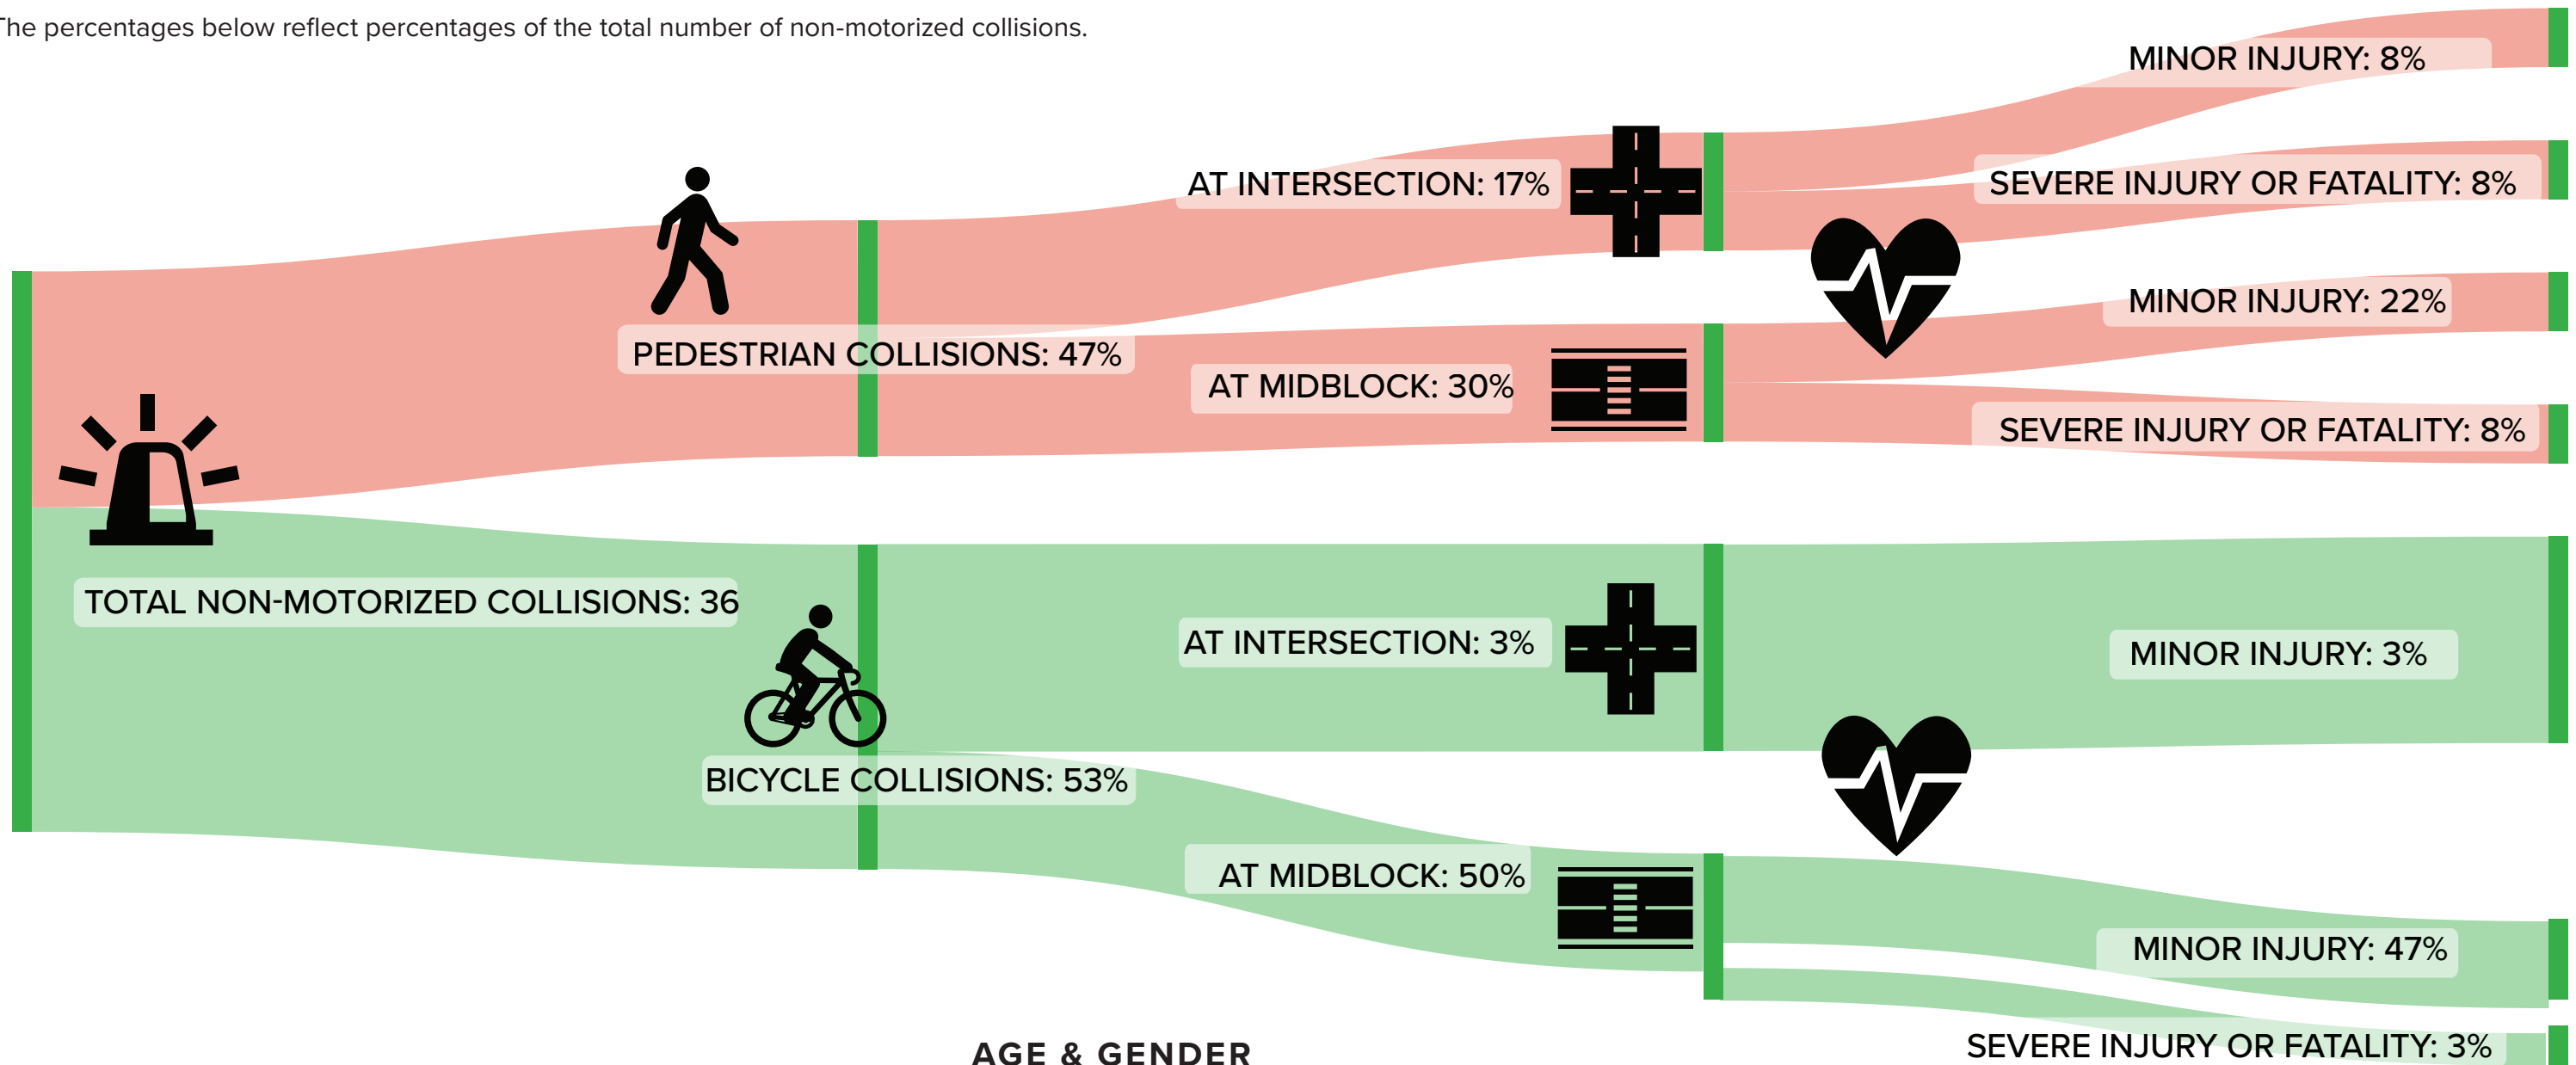 The percentages below reflect percentages of the total number of non-motorized collisions.
MINOR INJURY: 8%
AT INTERSECTION: 17%
SEVERE INJURY OR FATALITY: 8%
MINOR INJURY: 22%
PEDESTRIAN COLLISIONS: 47%
AT MIDBLOCK: 30%
SEVERE INJURY OR FATALITY: 8%
TOTAL NON-MOTORIZED COLLISIONS: 36
AT INTERSECTION: 3%
MINOR INJURY: 3%
BICYCLE COLLISIONS: 53%
AT MIDBLOCK: 50%
MINOR INJURY: 47%
SEVERE INJURY OR FATALITY: 3%
AGE & GENDER